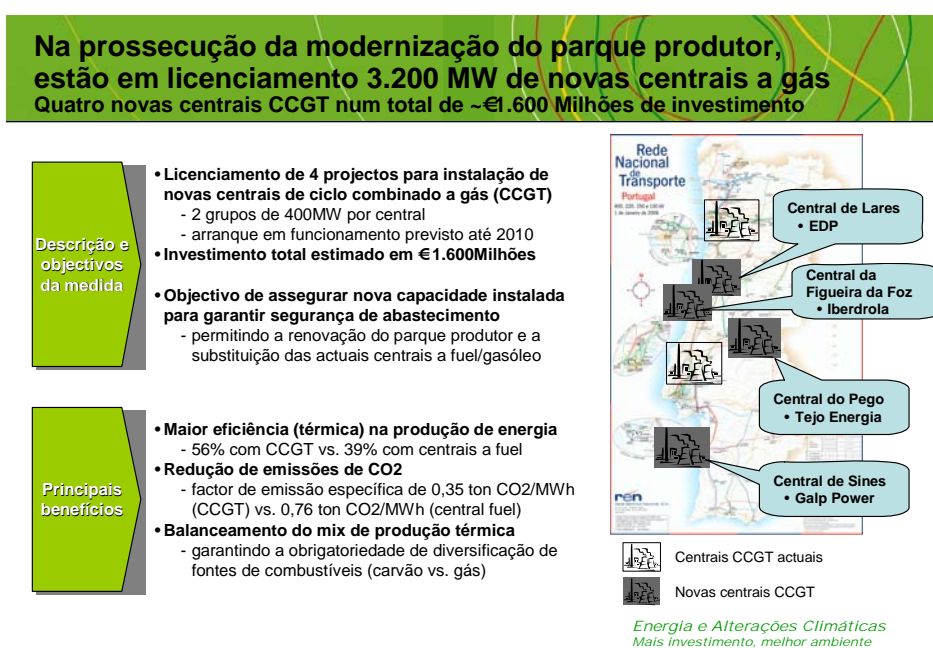 Na prossecução da modernização do parque produtor,
estão em licenciamento 3.200 MW de novas centrais a gás
Quatro novas centrais CCGT num total de ~€1.600 Milhões de investimento
Descrição e
objectivos
da medida
• Licenciamento de 4 projectos para instalação de
novas centrais de ciclo combinado a gás (CCGT)
- 2 grupos de 400MW por central
- arranque em funcionamento previsto até 2010
• Investimento total estimado em €1.600Milhões
• Objectivo de assegurar nova capacidade instalada
para garantir segurança de abastecimento
- permitindo a renovação do parque produtor e a
substituição das actuais centrais a fuel/gasóleo
Principais
benefícios
• Maior eficiência (térmica) na produção de energia
- 56% com CCGT vs. 39% com centrais a fuel
• Redução de emissões de CO2
- factor de emissão específica de 0,35 ton CO2/MWh
(CCGT) vs. 0,76 ton CO2/MWh (central fuel)
• Balanceamento do mix de produção térmica
- garantindo a obrigatoriedade de diversificação de
fontes de combustíveis (carvão vs. gás)
Rede
Nacional
de
Transporte
Portugal
1 de Janeiro de 2006
Central de Lares
• EDP
Central da
Figueira da Foz
• Iberdrola
Central do Pego
• Tejo Energia
Central de Sines
• Galp Power
ren
Centrais CCGT actuais
Novas centrais CCGT
Energia e Alterações Climáticas
Mais investimento, melhor ambiente